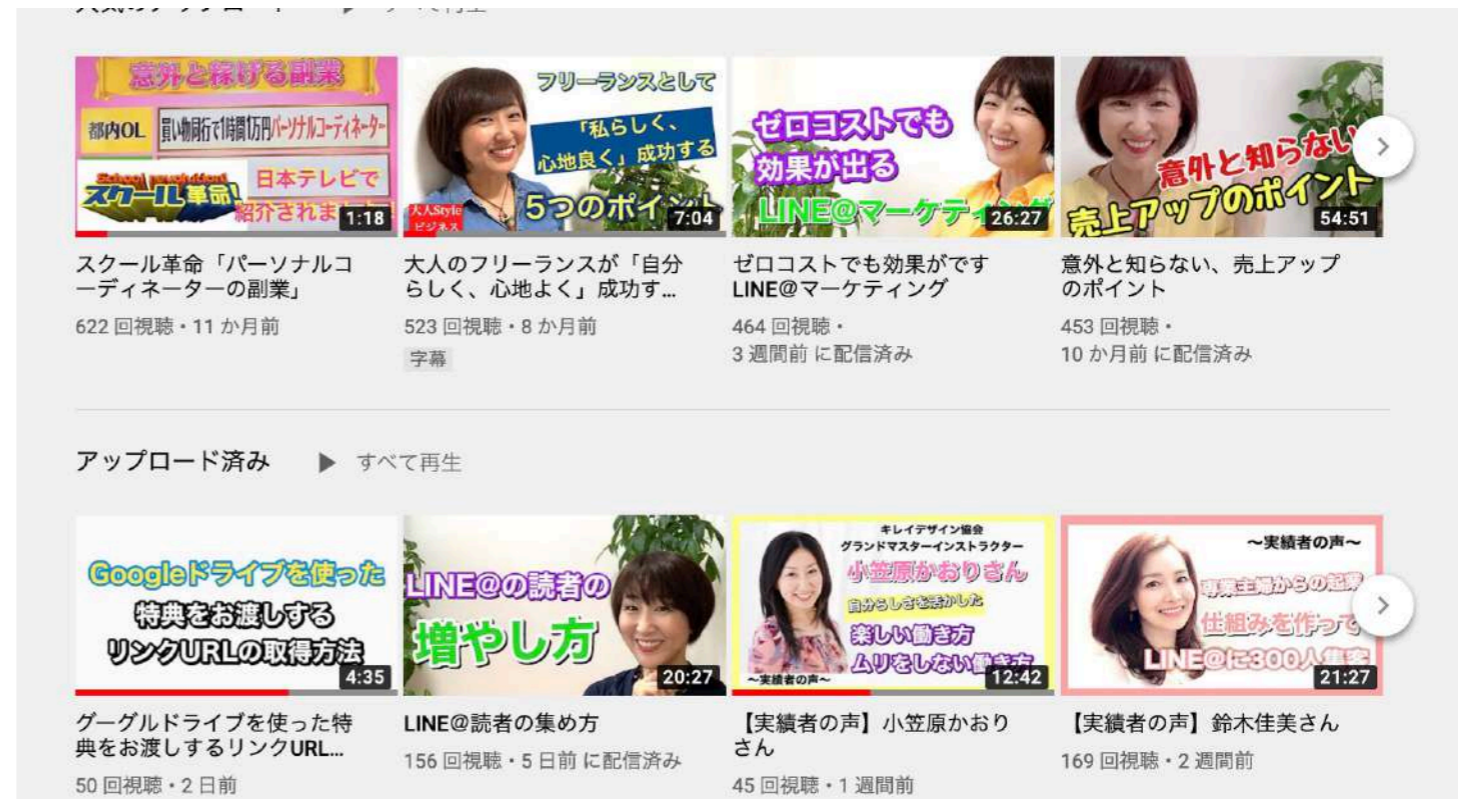 すべて再生
意外と稼げる副業
都内OL
買い物同行で1時間1万円パーソナルコーディネーター
School revolution!
スクール革命!
日本テレビで
紹介されま
1:18
フリーランスとして
「私らしく、
心地良く」成功する
5つのポイント
大人Style
ビジネス
7:04
ゼロコストでも
効果が出る
LINE@マーケティング
26:27
意外と知らない
売上アップのポイント
54:51
スクール革命「パーソナルコ
ーディネーターの副業」
622 回視聴・11 か月前
大人のフリーランスが「自分
らしく、心地よく」成功す...
523 回視聴・8 か月前
字幕
ゼロコストでも効果がです
LINE@マーケティング
464 回視聴・
3 週間前 に配信済み
意外と知らない、売上アップ
のポイント
453 回視聴・
10 か月前 に配信済み
アップロード済み
すべて再生
Googleドライブを使った
特典をお渡しする
リンクURLの取得方法
4:35
LINE@の読者の
増やし方
20:27
キレイデザイン協会
グランドマスターインストラクター
小笠原かおりさん
自分らしさを活かした
楽しい働き方
ムリをしない働き方
〜実績者の声〜
12:42
〜実績者の声〜
専業主婦からの起業
仕組みを作って
LINE@に300人集客
21:27
グーグルドライブを使った特
典をお渡しするリンクURL...
50 回視聴・2 日前
LINE@読者の集め方
156 回視聴・5 日前 に配信済み
【実績者の声】小笠原かおり
さん
45 回視聴・1 週間前
【実績者の声】鈴木佳美さん
169 回視聴・2 週間前